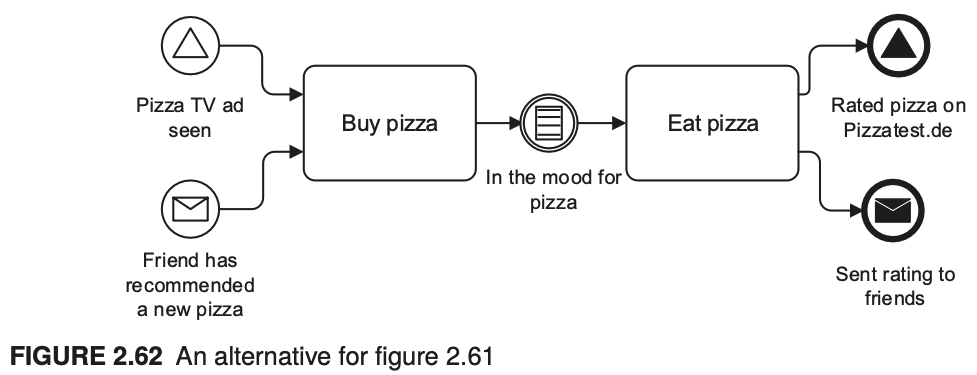 Pizza TV ad
seen
Buy pizza
In the mood for
pizza
Eat pizza
Rated pizza on
Pizzatest.de
Friend has
recommended
a new pizza
Sent rating to
friends
FIGURE 2.62 An alternative for figure 2.61